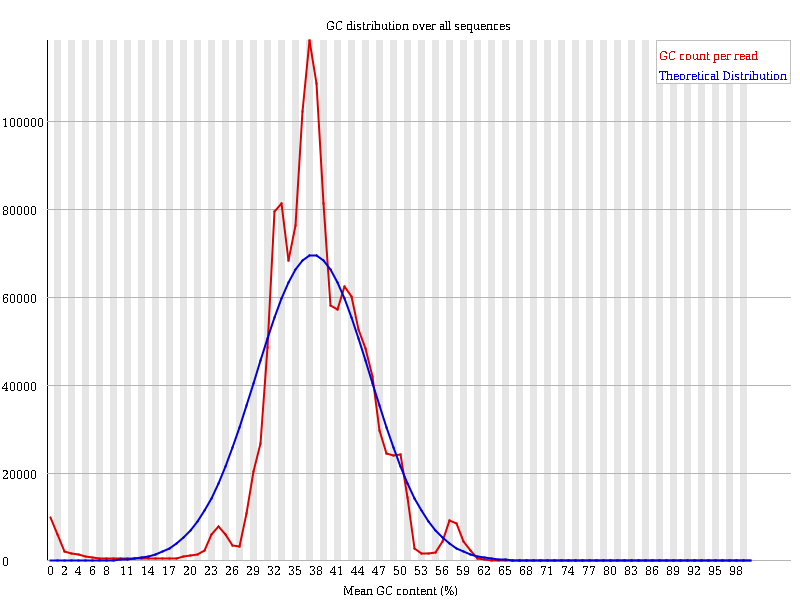 GC distribution over all sequences
GC count per read
Theoretical Distribution
100000
80000
60000
40000
20000
0
0 2 4 6 8 11 14 17 20 23 26 29 32 35 38 41 44 47 50 53 56 59 62 65 68 71 74 77 80 83 86 89 92 95 98
Mean GC content (%)